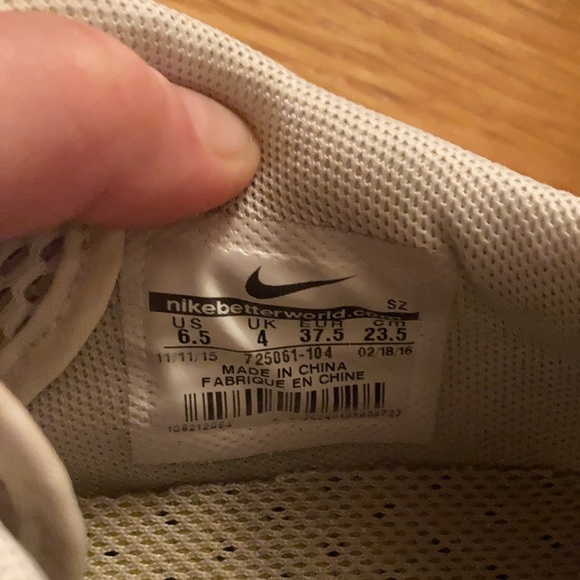 SZ
nikebetterworld.com
US UK EUR cm
6.5 4 37.5 23.5
11/11/15 725061-104 02/18/16
MADE IN CHINA
FABRIQUE EN CHINE